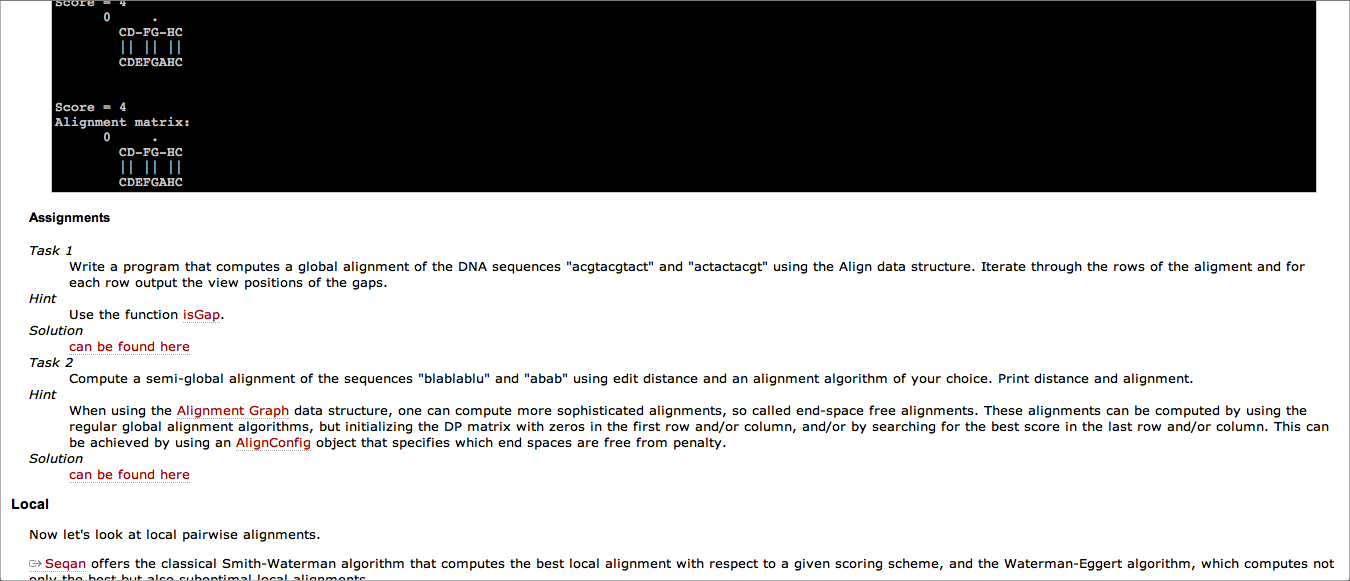 Score = 4
0     .
CD-FG-HC
|| || ||
CDEFGAHC
Score = 4
Alignment matrix:
0     .
CD-FG-HC
|| || ||
CDEFGAHC
Assignments
Task 1
Write a program that computes a global alignment of the DNA sequences "acgtacgtact" and "actactacgt" using the Align data structure. Iterate through the rows of the aligment and for
each row output the view positions of the gaps.
Hint
Use the function isGap.
Solution
can be found here
Task 2
Compute a semi-global alignment of the sequences "blablablu" and "abab" using edit distance and an alignment algorithm of your choice. Print distance and alignment.
Hint
When using the Alignment Graph data structure, one can compute more sophisticated alignments, so called end-space free alignments. These alignments can be computed by using the
regular global alignment algorithms, but initializing the DP matrix with zeros in the first row and/or column, and/or by searching for the best score in the last row and/or column. This can
be achieved by using an AlignConfig object that specifies which end spaces are free from penalty.
Solution
can be found here
Local
Now let's look at local pairwise alignments.
Seqan offers the classical Smith-Waterman algorithm that computes the best local alignment with respect to a given scoring scheme, and the Waterman-Eggert algorithm, which computes not
only the best but also suboptimal local alignments.